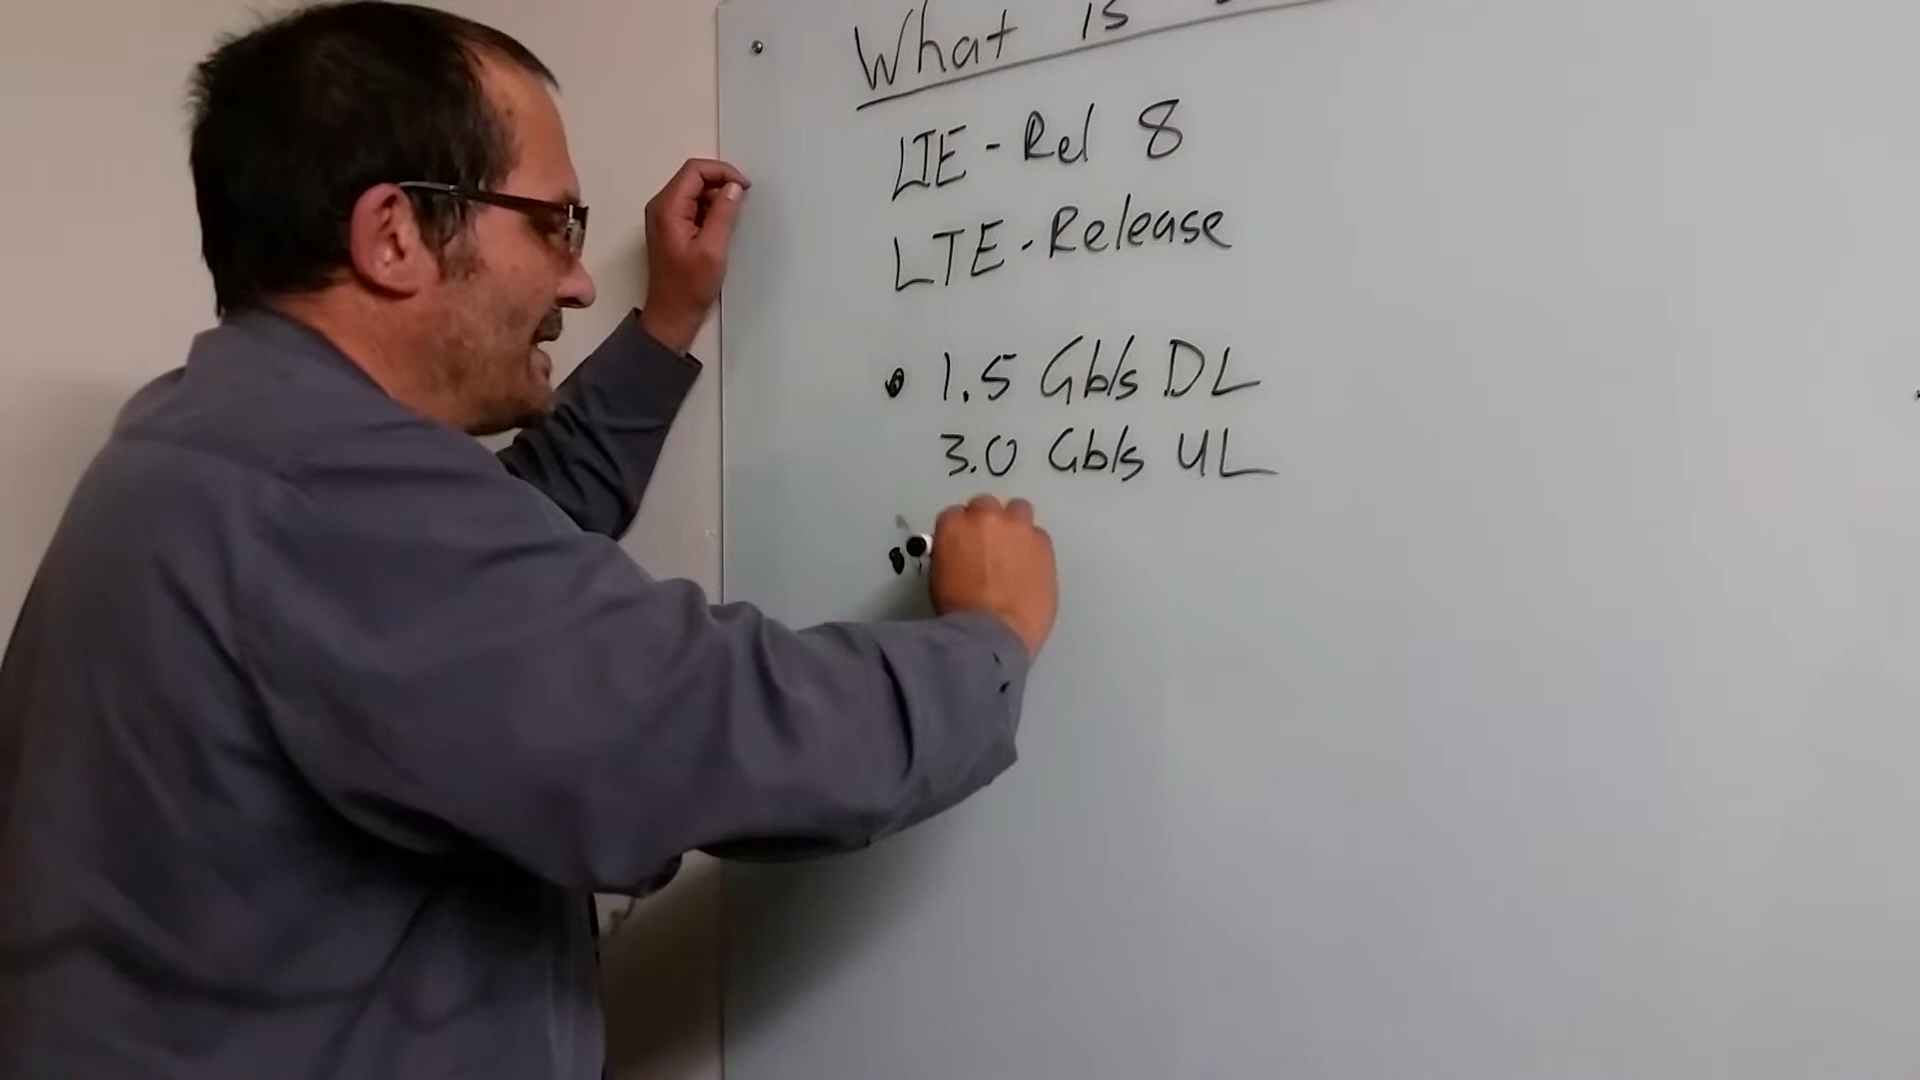 What is
LTE - Rel 8
LTE - Release
• 1.5 Gb/s DL
3.0 Gb/s UL
•